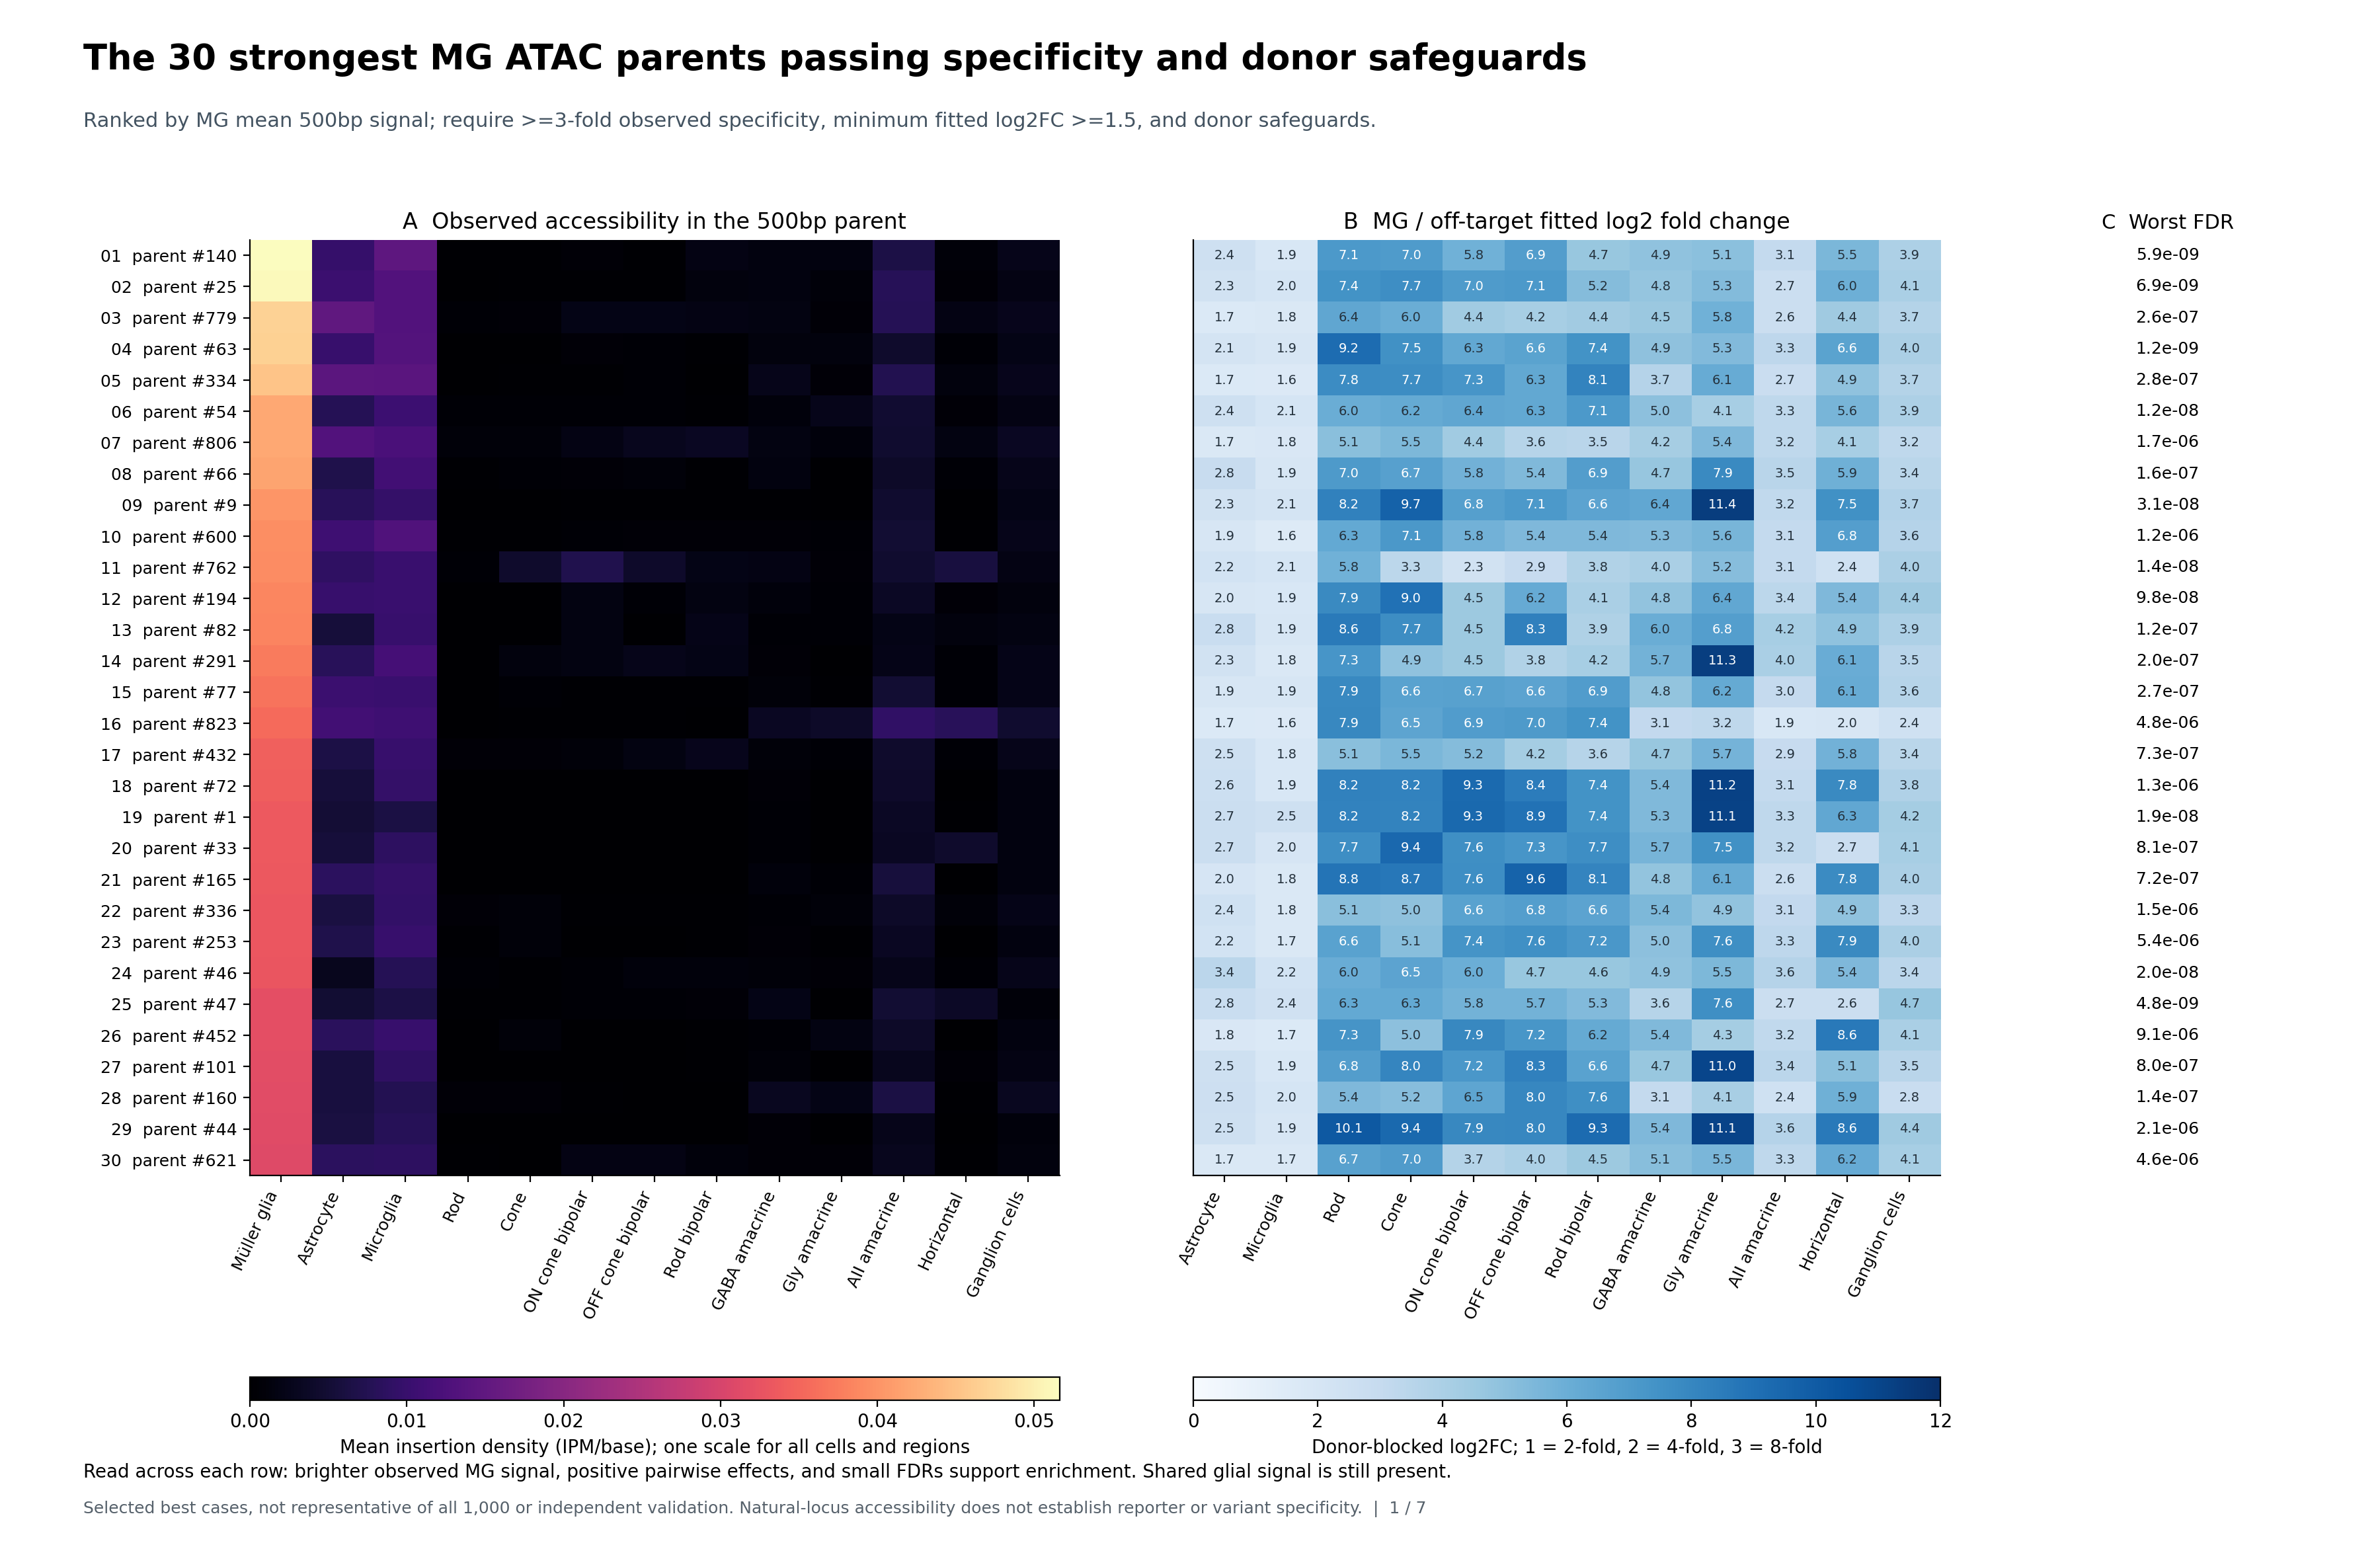 The 30 strongest MG ATAC parents passing specificity and donor safeguards
Ranked by MG mean 500bp signal; require >=3-fold observed specificity, minimum fitted log2FC >=1.5, and donor safeguards.
A  Observed accessibility in the 500bp parent
B  MG / off-target fitted log2 fold change
C  Worst FDR
01  parent #140 2.4 1.9 7.1 7.0 5.8 6.9 4.7 4.9 5.1 3.1 5.5 3.9 5.9e-09
02  parent #25 2.3 2.0 7.4 7.7 7.0 7.1 5.2 4.8 5.3 2.7 6.0 4.1 6.9e-09
03  parent #779 1.7 1.8 6.4 6.0 4.4 4.2 4.4 4.5 5.8 2.6 4.4 3.7 2.6e-07
04  parent #63 2.1 1.9 9.2 7.5 6.3 6.6 7.4 4.9 5.3 3.3 6.6 4.0 1.2e-09
05  parent #334 1.7 1.6 7.8 7.7 7.3 6.3 8.1 3.7 6.1 2.7 4.9 3.7 2.8e-07
06  parent #54 2.4 2.1 6.0 6.2 6.4 6.3 7.1 5.0 4.1 3.3 5.6 3.9 1.2e-08
07  parent #806 1.7 1.8 5.1 5.5 4.4 3.6 3.5 4.2 5.4 3.2 4.1 3.2 1.7e-06
08  parent #66 2.8 1.9 7.0 6.7 5.8 5.4 6.9 4.7 7.9 3.5 5.9 3.4 1.6e-07
09  parent #9 2.3 2.1 8.2 9.7 6.8 7.1 6.6 6.4 11.4 3.2 7.5 3.7 3.1e-08
10  parent #600 1.9 1.6 6.3 7.1 5.8 5.4 5.4 5.3 5.6 3.1 6.8 3.6 1.2e-06
11  parent #762 2.2 2.1 5.8 3.3 2.3 2.9 3.8 4.0 5.2 3.1 2.4 4.0 1.4e-08
12  parent #194 2.0 1.9 7.9 9.0 4.5 6.2 4.1 4.8 6.4 3.4 5.4 4.4 9.8e-08
13  parent #82 2.8 1.9 8.6 7.7 4.5 8.3 3.9 6.0 6.8 4.2 4.9 3.9 1.2e-07
14  parent #291 2.3 1.8 7.3 4.9 4.5 3.8 4.2 5.7 11.3 4.0 6.1 3.5 2.0e-07
15  parent #77 1.9 1.9 7.9 6.6 6.7 6.6 6.9 4.8 6.2 3.0 6.1 3.6 2.7e-07
16  parent #823 1.7 1.6 7.9 6.5 6.9 7.0 7.4 3.1 3.2 1.9 2.0 2.4 4.8e-06
17  parent #432 2.5 1.8 5.1 5.5 5.2 4.2 3.6 4.7 5.7 2.9 5.8 3.4 7.3e-07
18  parent #72 2.6 1.9 8.2 8.2 9.3 8.4 7.4 5.4 11.2 3.1 7.8 3.8 1.3e-06
19  parent #1 2.7 2.5 8.2 8.2 9.3 8.9 7.4 5.3 11.1 3.3 6.3 4.2 1.9e-08
20  parent #33 2.7 2.0 7.7 9.4 7.6 7.3 7.7 5.7 7.5 3.2 2.7 4.1 8.1e-07
21  parent #165 2.0 1.8 8.8 8.7 7.6 9.6 8.1 4.8 6.1 2.6 7.8 4.0 7.2e-07
22  parent #336 2.4 1.8 5.1 5.0 6.6 6.8 6.6 5.4 4.9 3.1 4.9 3.3 1.5e-06
23  parent #253 2.2 1.7 6.6 5.1 7.4 7.6 7.2 5.0 7.6 3.3 7.9 4.0 5.4e-06
24  parent #46 3.4 2.2 6.0 6.5 6.0 4.7 4.6 4.9 5.5 3.6 5.4 3.4 2.0e-08
25  parent #47 2.8 2.4 6.3 6.3 5.8 5.7 5.3 3.6 7.6 2.7 2.6 4.7 4.8e-09
26  parent #452 1.8 1.7 7.3 5.0 7.9 7.2 6.2 5.4 4.3 3.2 8.6 4.1 9.1e-06
27  parent #101 2.5 1.9 6.8 8.0 7.2 8.3 6.6 4.7 11.0 3.4 5.1 3.5 8.0e-07
28  parent #160 2.5 2.0 5.4 5.2 6.5 8.0 7.6 3.1 4.1 2.4 5.9 2.8 1.4e-07
29  parent #44 2.5 1.9 10.1 9.4 7.9 8.0 9.3 5.4 11.1 3.6 8.6 4.4 2.1e-06
30  parent #621 1.7 1.7 6.7 7.0 3.7 4.0 4.5 5.1 5.5 3.3 6.2 4.1 4.6e-06
Müller glia Astrocyte Microglia Rod Cone ON cone bipolar OFF cone bipolar Rod bipolar GABA amacrine Gly amacrine AII amacrine Horizontal Ganglion cells
Astrocyte Microglia Rod Cone ON cone bipolar OFF cone bipolar Rod bipolar GABA amacrine Gly amacrine AII amacrine Horizontal Ganglion cells
0.00 0.01 0.02 0.03 0.04 0.05
Mean insertion density (IPM/base); one scale for all cells and regions
0 2 4 6 8 10 12
Donor-blocked log2FC; 1 = 2-fold, 2 = 4-fold, 3 = 8-fold
Read across each row: brighter observed MG signal, positive pairwise effects, and small FDRs support enrichment. Shared glial signal is still present.
Selected best cases, not representative of all 1,000 or independent validation. Natural-locus accessibility does not establish reporter or variant specificity.  |  1 / 7